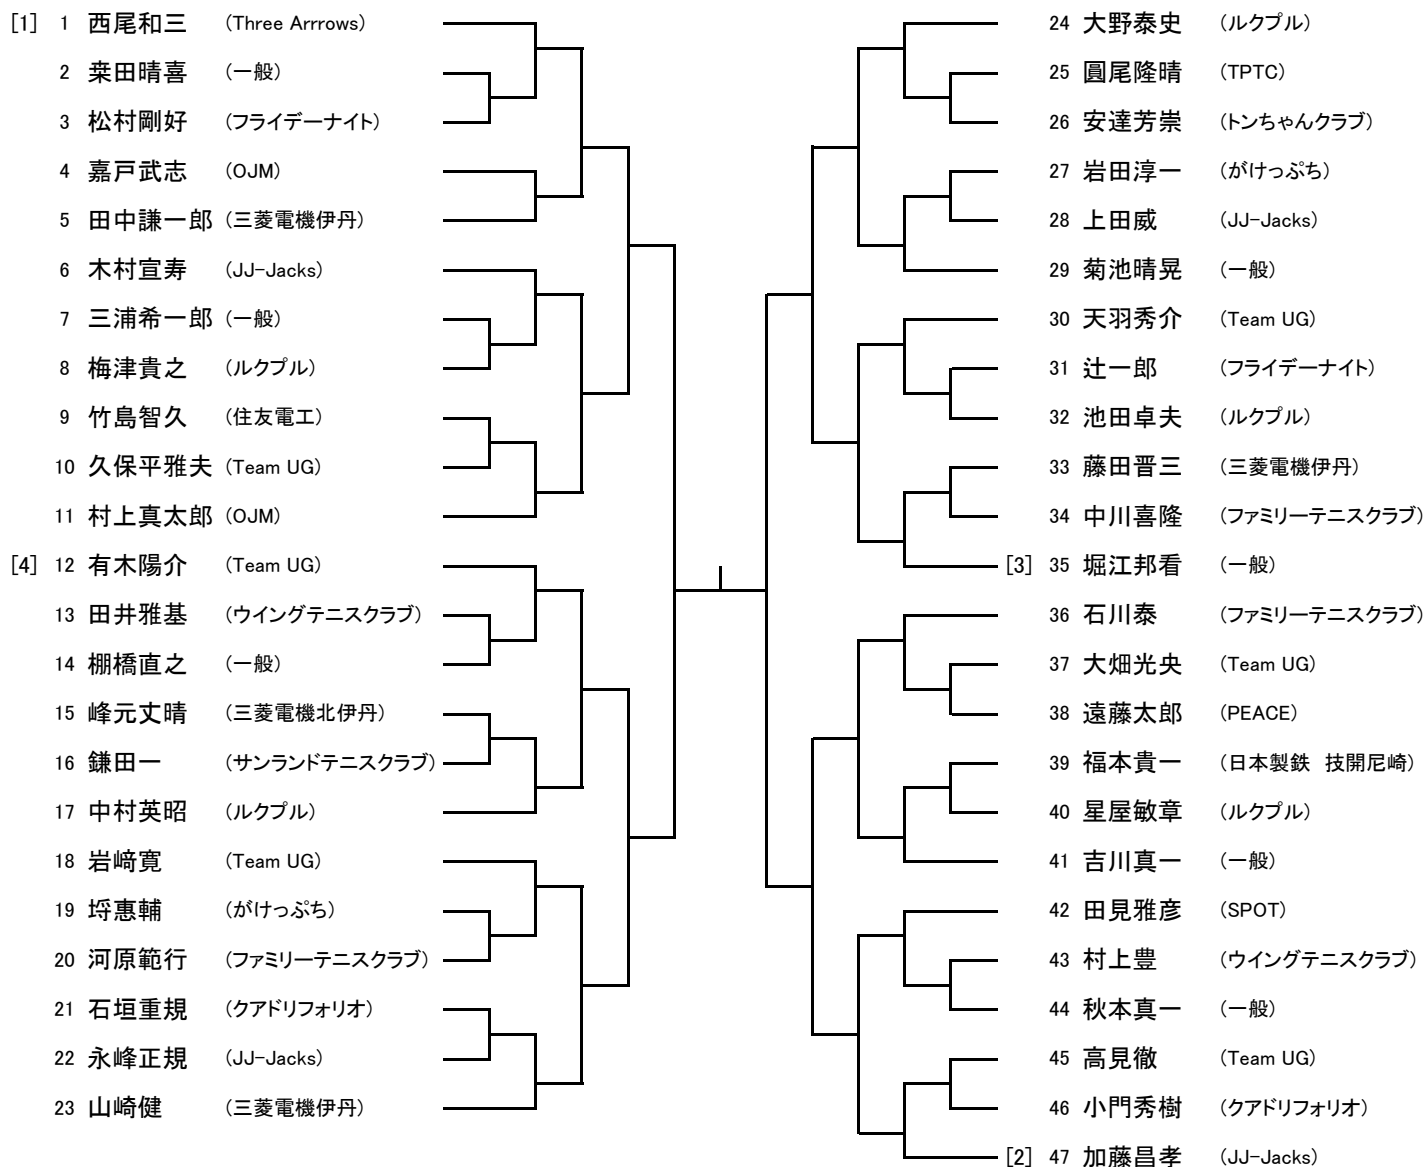 [1] 1 西尾和三 (Three Arrrows)
2 桒田晴喜 (一般)
3 松村剛好 (フライデーナイト)
4 嘉戸武志 (OJM)
5 田中謙一郎 (三菱電機伊丹)
6 木村宣寿 (JJ-Jacks)
7 三浦希一郎 (一般)
8 梅津貴之 (ルクプル)
9 竹島智久 (住友電工)
10 久保平雅夫 (Team UG)
11 村上真太郎 (OJM)
[4] 12 有木陽介 (Team UG)
13 田井雅基 (ウイングテニスクラブ)
14 棚橋直之 (一般)
15 峰元丈晴 (三菱電機北伊丹)
16 鎌田一 (サンランドテニスクラブ)
17 中村英昭 (ルクプル)
18 岩﨑寛 (Team UG)
19 埒惠輔 (がけっぷち)
20 河原範行 (ファミリーテニスクラブ)
21 石垣重規 (クアドリフォリオ)
22 永峰正規 (JJ-Jacks)
23 山崎健 (三菱電機伊丹)
24 大野泰史 (ルクプル)
25 圓尾隆晴 (TPTC)
26 安達芳崇 (トンちゃんクラブ)
27 岩田淳一 (がけっぷち)
28 上田威 (JJ-Jacks)
29 菊池晴晃 (一般)
30 天羽秀介 (Team UG)
31 辻一郎 (フライデーナイト)
32 池田卓夫 (ルクプル)
33 藤田晋三 (三菱電機伊丹)
34 中川喜隆 (ファミリーテニスクラブ)
[3] 35 堀江邦看 (一般)
36 石川泰 (ファミリーテニスクラブ)
37 大畑光央 (Team UG)
38 遠藤太郎 (PEACE)
39 福本貴一 (日本製鉄　技開尼崎)
40 星屋敏章 (ルクプル)
41 吉川真一 (一般)
42 田見雅彦 (SPOT)
43 村上豊 (ウイングテニスクラブ)
44 秋本真一 (一般)
45 高見徹 (Team UG)
46 小門秀樹 (クアドリフォリオ)
[2] 47 加藤昌孝 (JJ-Jacks)